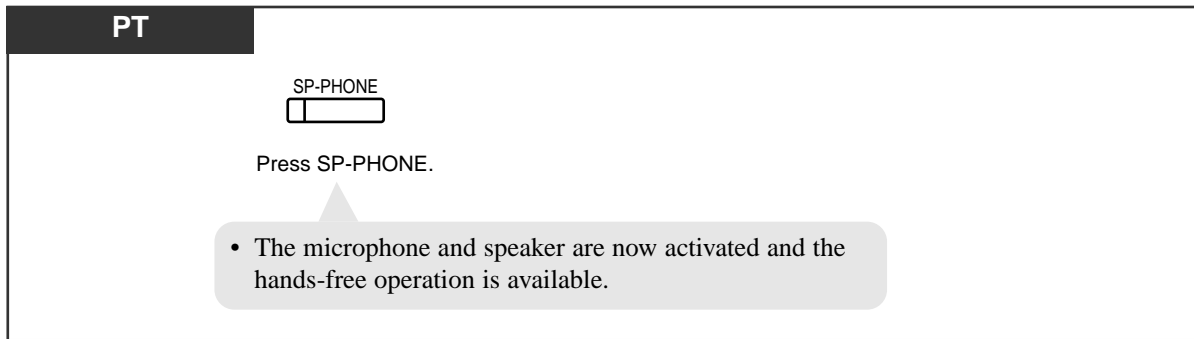 PT
SP-PHONE
Press SP-PHONE.
• The microphone and speaker are now activated and the
hands-free operation is available.